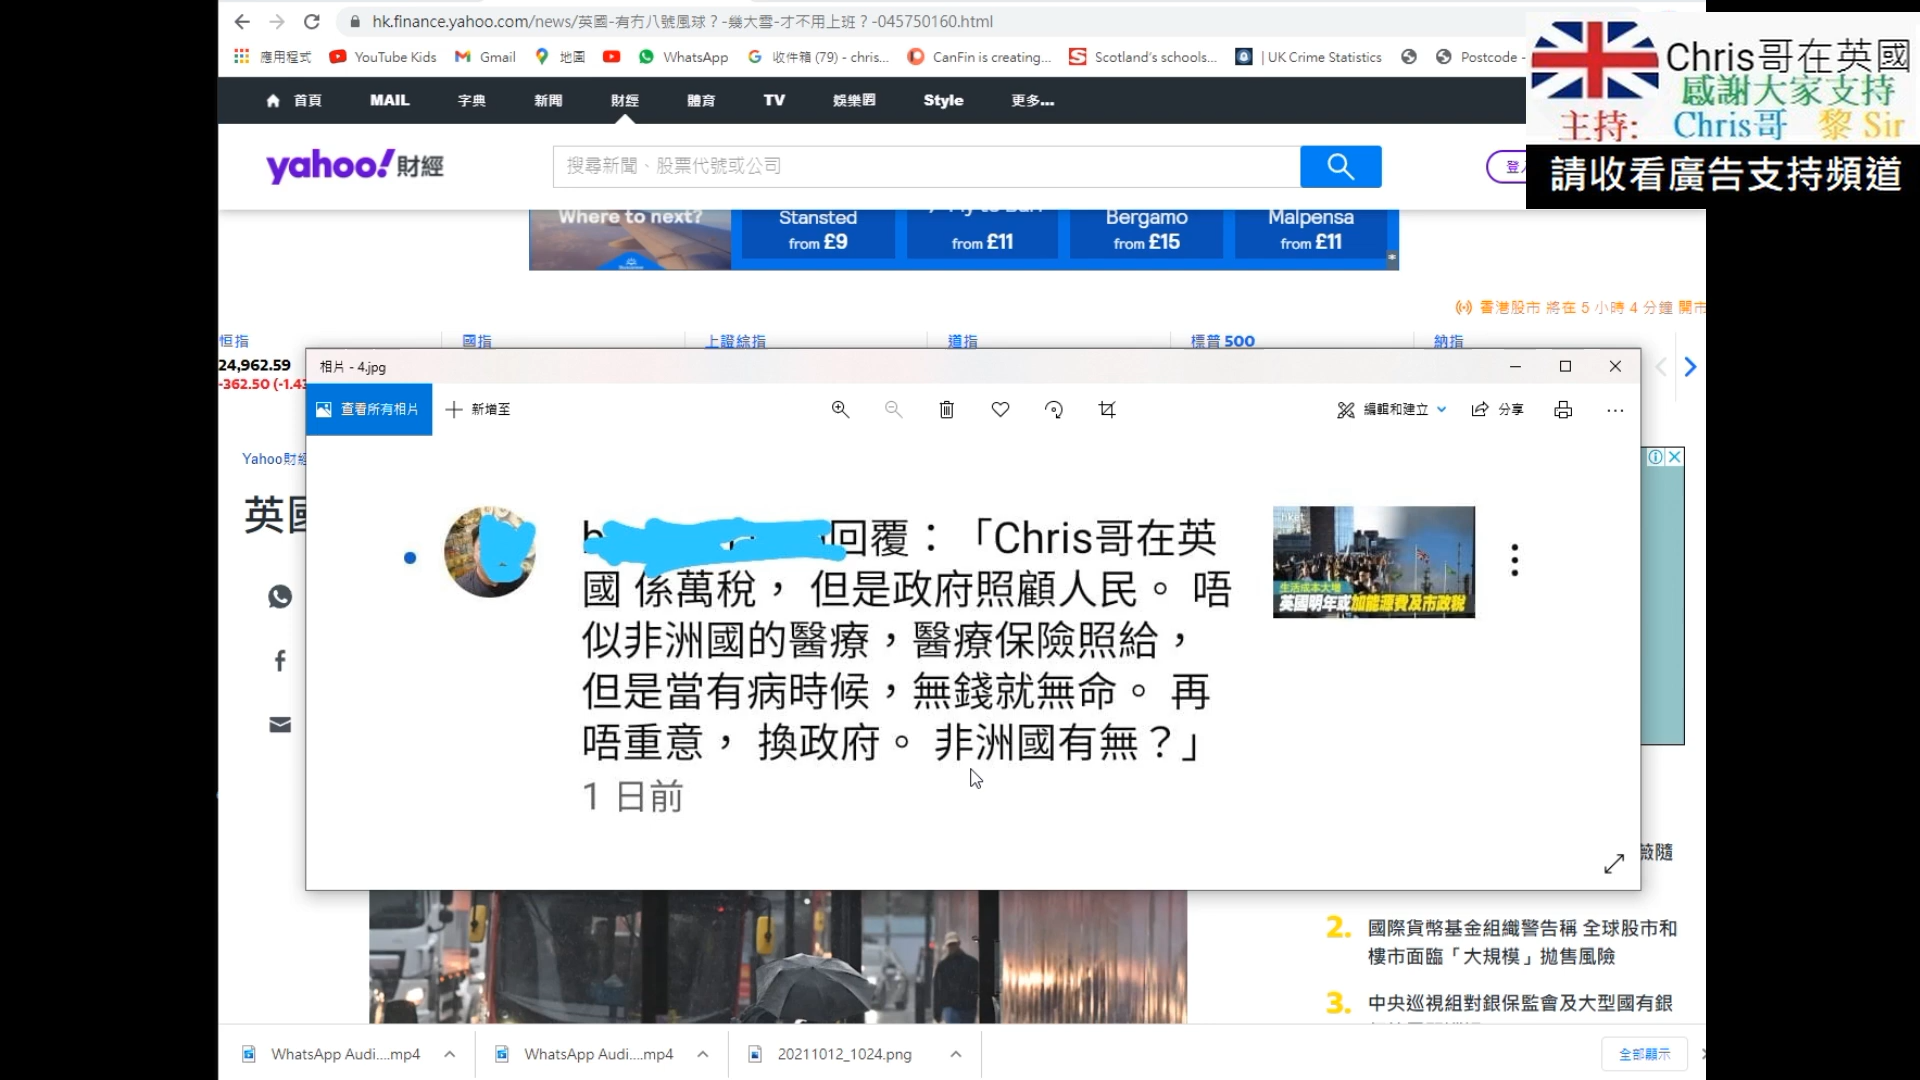 hk.finance.yahoo.com/news/英國-有冇八號風球？-幾大雪-才不用上班？-045750160.html
應用程式 YouTube Kids Gmail 地圖 WhatsApp 收件箱 (79) - chris... CanFin is creating... Scotland's schools... | UK Crime Statistics Postcode -
首頁 MAIL 字典 新聞 財經 體育 TV 娛樂圈 Style 更多...
yahoo!財經
搜尋新聞、股票代號或公司
Chris哥在英國
感謝大家支持
主持: Chris哥 黎 Sir
請收看廣告支持頻道
Where to next?
Stansted
from £9
from £11
Bergamo
from £15
Malpensa
from £11
香港股市 將在 5 小時 4 分鐘 開市
恒指 國指 上證綜指 道指 標普 500 納指
24,962.59
-362.50 (-1.43
相片 - 4.jpg
查看所有相片 新增至 編輯和建立 分享
Yahoo財經
英國
回覆：「Chris哥在英
國 係萬稅， 但是政府照顧人民。 唔
似非洲國的醫療，醫療保險照給，
但是當有病時候，無錢就無命。 再
唔重意， 換政府。 非洲國有無？」
1 日前
hket
生活成本大增
英國明年或加能源費及市政稅
2. 國際貨幣基金組織警告稱 全球股市和
樓市面臨「大規模」拋售風險
3. 中央巡視組對銀保監會及大型國有銀
WhatsApp Audi....mp4 WhatsApp Audi....mp4 20211012_1024.png 全部顯示